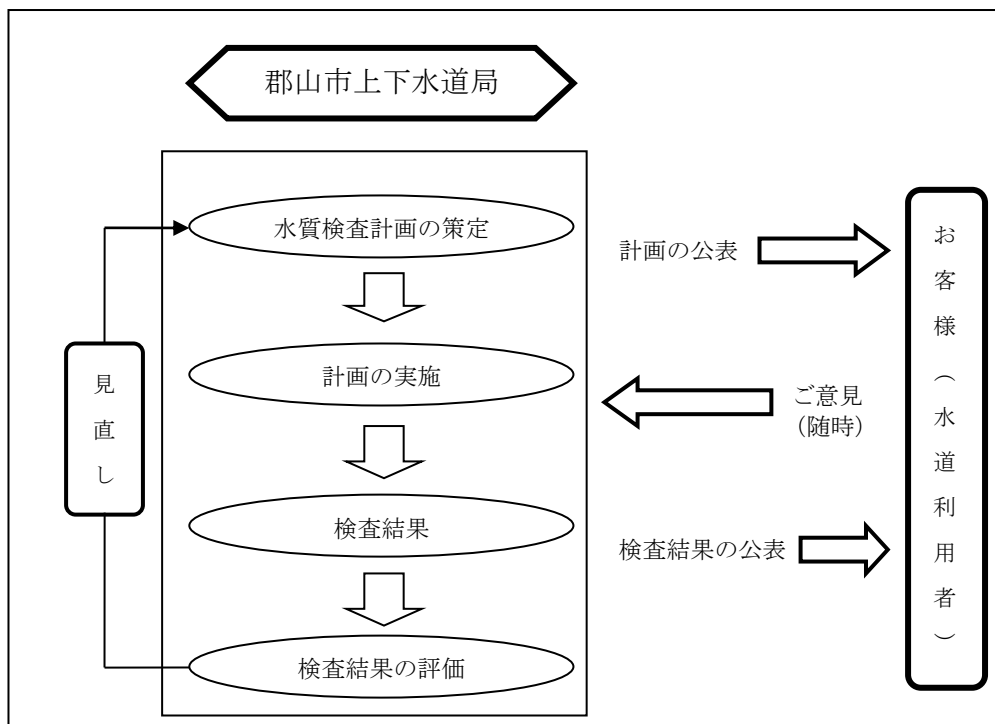 郡山市上下水道局
水質検査計画の策定
計画の公表
お客様（水道利用者）
計画の実施
ご意見
（随時）
見直し
検査結果
検査結果の公表
検査結果の評価